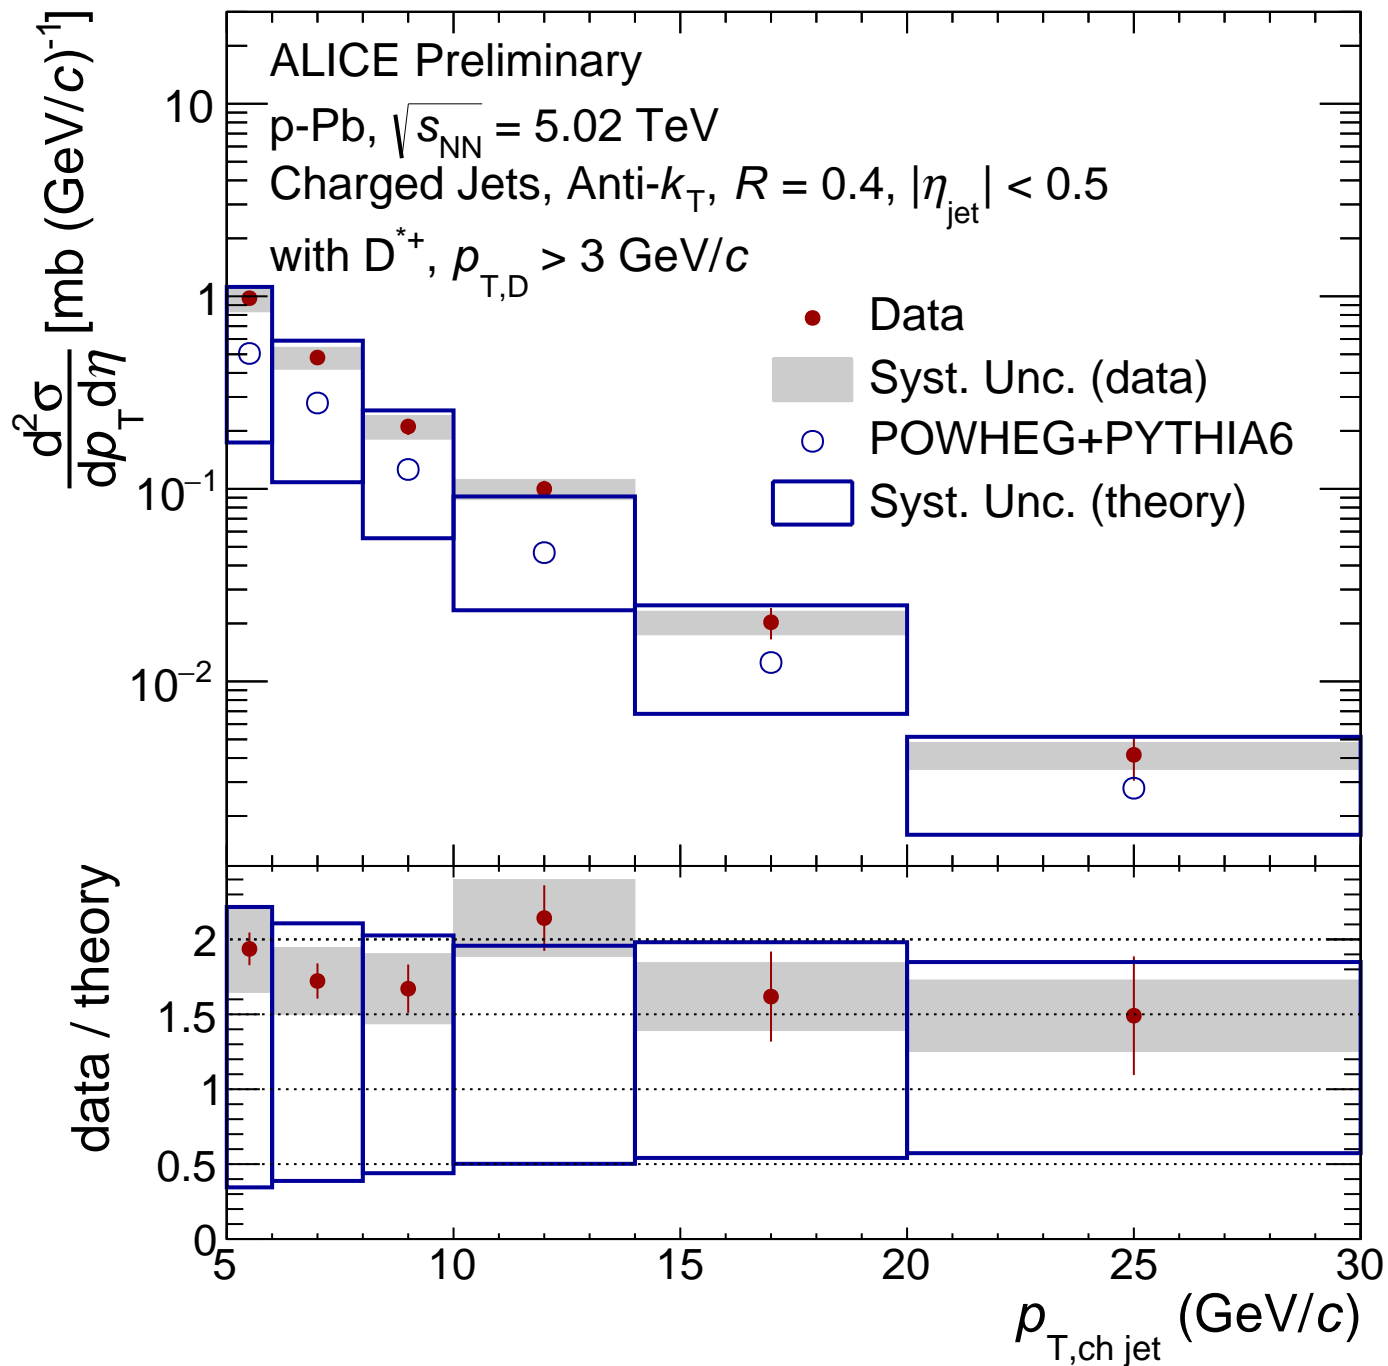 ALICE Preliminary
p-Pb, √s_NN = 5.02 TeV
Charged Jets, Anti-k_T, R = 0.4, |η_jet| < 0.5
with D*+, p_T,D > 3 GeV/c
Data
Syst. Unc. (data)
POWHEG+PYTHIA6
Syst. Unc. (theory)
d²σ/dp_T dη [mb (GeV/c)⁻¹]
10
1
10⁻¹
10⁻²
data / theory
2
1.5
1
0.5
0
5 10 15 20 25 30
p_T,ch jet (GeV/c)